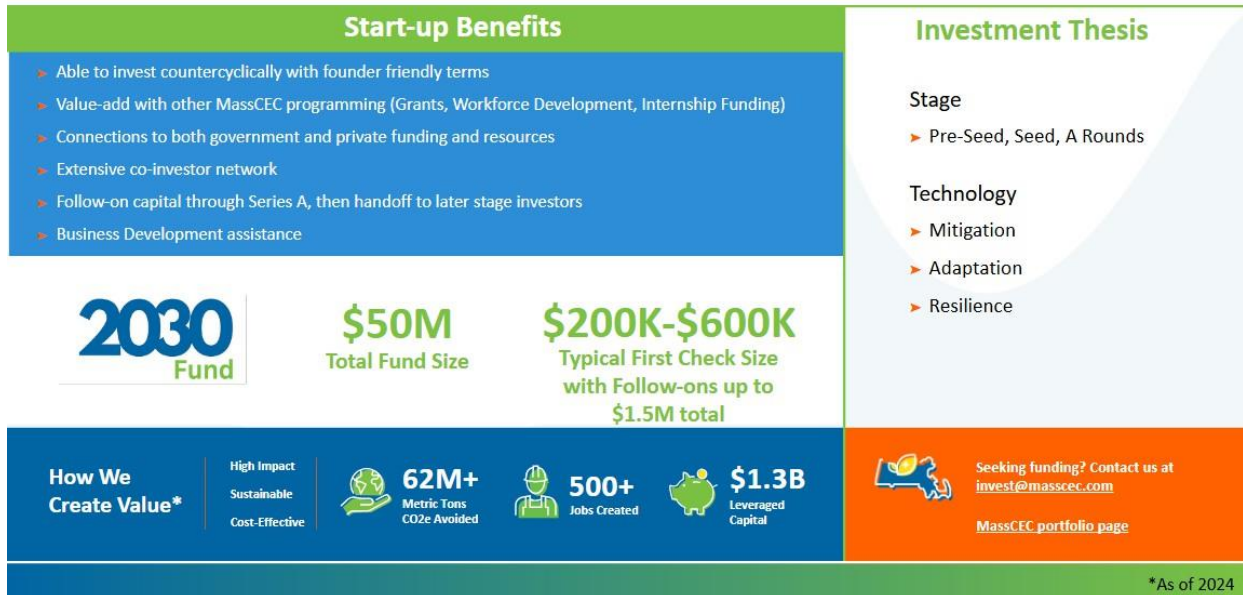 Start-up Benefits
Able to invest countercyclically with founder friendly terms
Value-add with other MassCEC programming (Grants, Workforce Development, Internship Funding)
Connections to both government and private funding and resources
Extensive co-investor network
Follow-on capital through Series A, then handoff to later stage investors
Business Development assistance
2030
Fund
$50M
Total Fund Size
$200K-$600K
Typical First Check Size
with Follow-ons up to
$1.5M total
Investment Thesis
Stage
Pre-Seed, Seed, A Rounds
Technology
Mitigation
Adaptation
Resilience
How We
Create Value*
High Impact
Sustainable
Cost-Effective
62M+
Metric Tons
CO2e Avoided
500+
Jobs Created
$1.3B
Leveraged
Capital
Seeking funding? Contact us at
invest@masscec.com
MassCEC portfolio page
*As of 2024